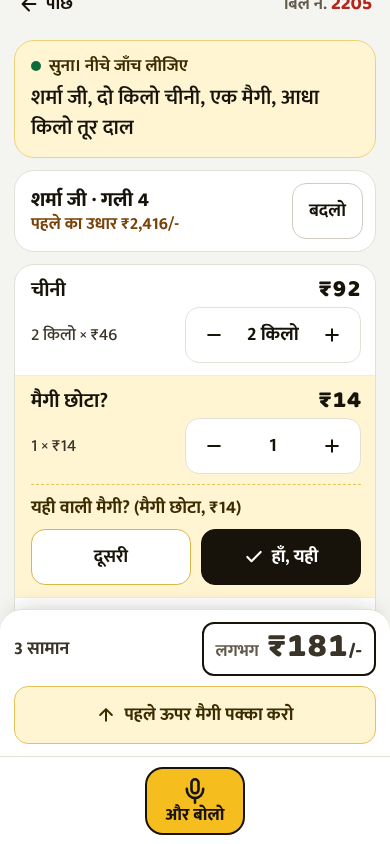 ← पीछे
बिल नं. 2205
सुना। नीचे जाँच लीजिए
शर्मा जी, दो किलो चीनी, एक मैगी, आधा
किलो तूर दाल
शर्मा जी · गली 4
पहले का उधार ₹2,416/-
बदलो
चीनी
₹92
2 किलो × ₹46
− 2 किलो +
मैगी छोटा?
₹14
1 × ₹14
− 1 +
यही वाली मैगी? (मैगी छोटा, ₹14)
दूसरी
✓ हाँ, यही
3 सामान
लगभग ₹181/-
↑ पहले ऊपर मैगी पक्का करो
और बोलो